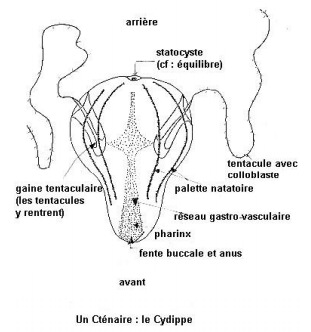 arrière
statocyste
(cf : équilibre)
tentacule avec
colloblaste
gaine tentaculaire
(les tentacules
y rentrent)
palette natatoire
réseau gastro-vasculaire
pharinx
fente buccale et anus
avant
Un Cténaire : le Cydippe